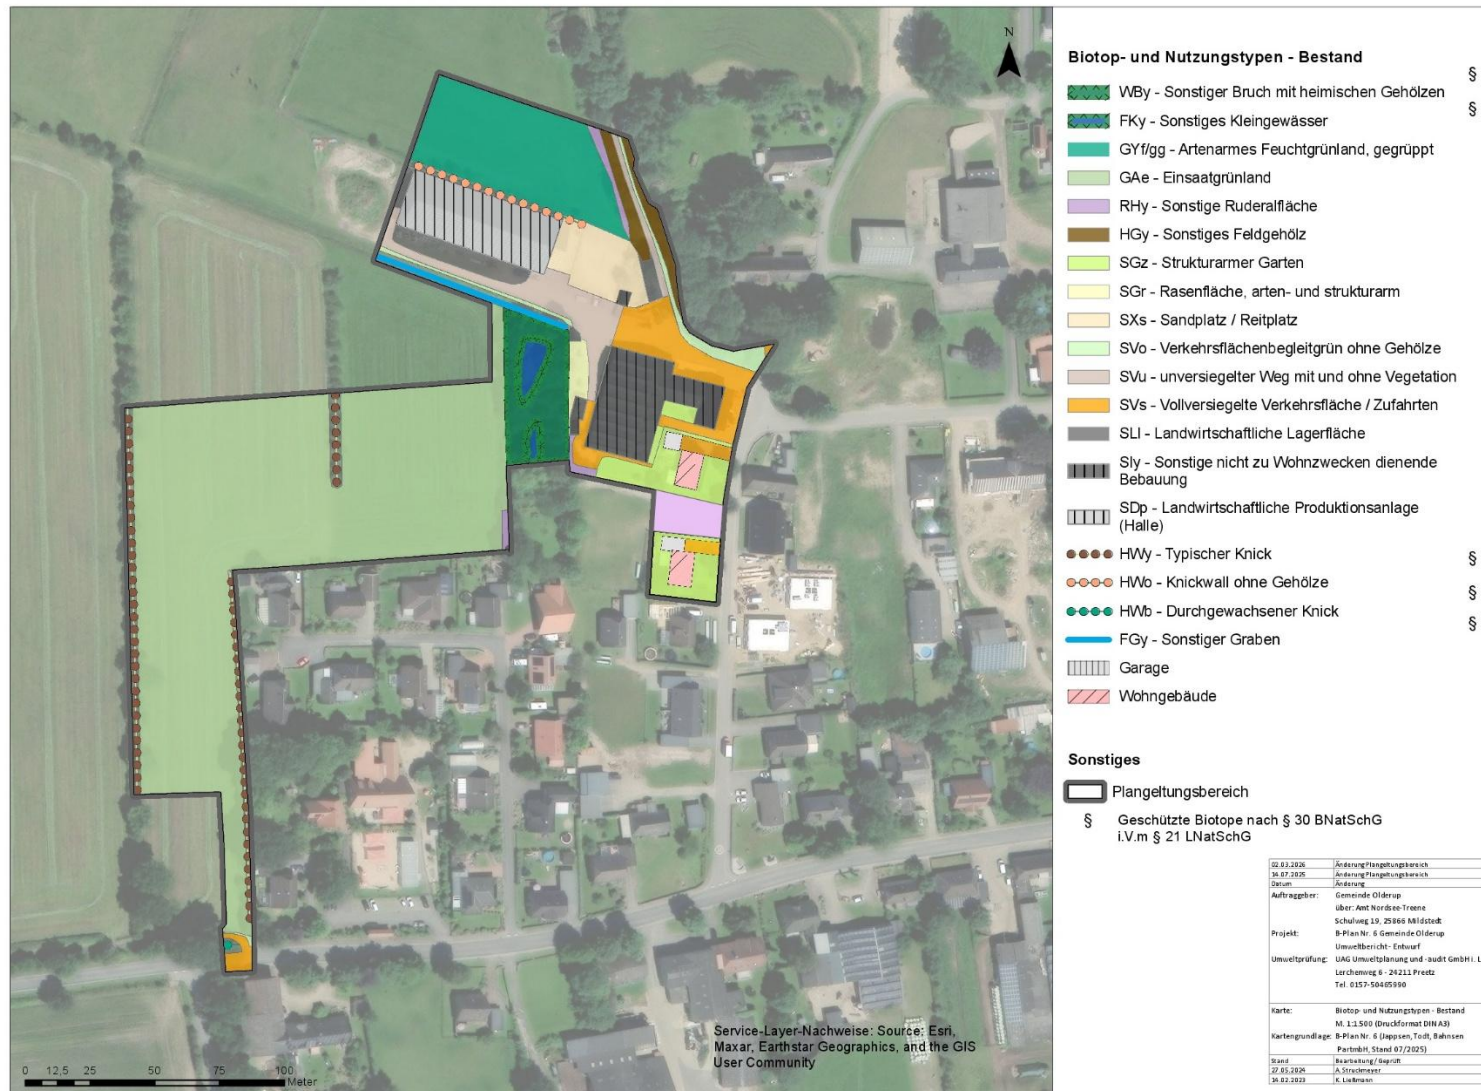 N
Biotop- und Nutzungstypen - Bestand
§
WBy - Sonstiger Bruch mit heimischen Gehölzen
§
FKy - Sonstiges Kleingewässer
GYf/gg - Artenarmes Feuchtgrünland, gegrüppt
GAe - Einsaatgrünland
RHy - Sonstige Ruderalfläche
HGy - Sonstiges Feldgehölz
SGz - Strukturarmer Garten
SGr - Rasenfläche, arten- und strukturarm
SXs - Sandplatz / Reitplatz
SVo - Verkehrsflächenbegleitgrün ohne Gehölze
SVu - unversiegelter Weg mit und ohne Vegetation
SVs - Vollversiegelte Verkehrsfläche / Zufahrten
SLl - Landwirtschaftliche Lagerfläche
Sly - Sonstige nicht zu Wohnzwecken dienende
Bebauung
SDp - Landwirtschaftliche Produktionsanlage
(Halle)
HWy - Typischer Knick §
HWo - Knickwall ohne Gehölze §
HWb - Durchgewachsener Knick §
FGy - Sonstiger Graben
Garage
Wohngebäude
Sonstiges
Plangeltungsbereich
§ Geschützte Biotope nach § 30 BNatSchG
i.V.m § 21 LNatSchG
02.03.2026 Änderung Plangeltungsbereich
14.07.2025 Änderung Plangeltungsbereich
Datum Änderung
Auftraggeber: Gemeinde Olderup
über: Amt Nordsee-Treene
Schulweg 19, 25866 Mildstedt
Projekt: B-Plan Nr. 6 Gemeinde Olderup
Umweltbericht - Entwurf
Umweltprüfung: UAG Umweltplanung und -audit GmbH i. L
Lerchenweg 6 - 24211 Preetz
Tel. 0157-50465990
Karte: Biotop- und Nutzungstypen - Bestand
M. 1:1.500 (Druckformat DIN A3)
Kartengrundlage: B-Plan Nr. 6 (Jappsen, Todt, Bahnsen
PartmbH, Stand 07/2025)
Stand Bearbeitung / Geprüft
27.05.2024 A. Struckmeyer
24.02.2023 K. Ließmann
Service-Layer-Nachweise: Source: Esri,
Maxar, Earthstar Geographics, and the GIS
User Community
0 12,5 25 50 75 100
Meter